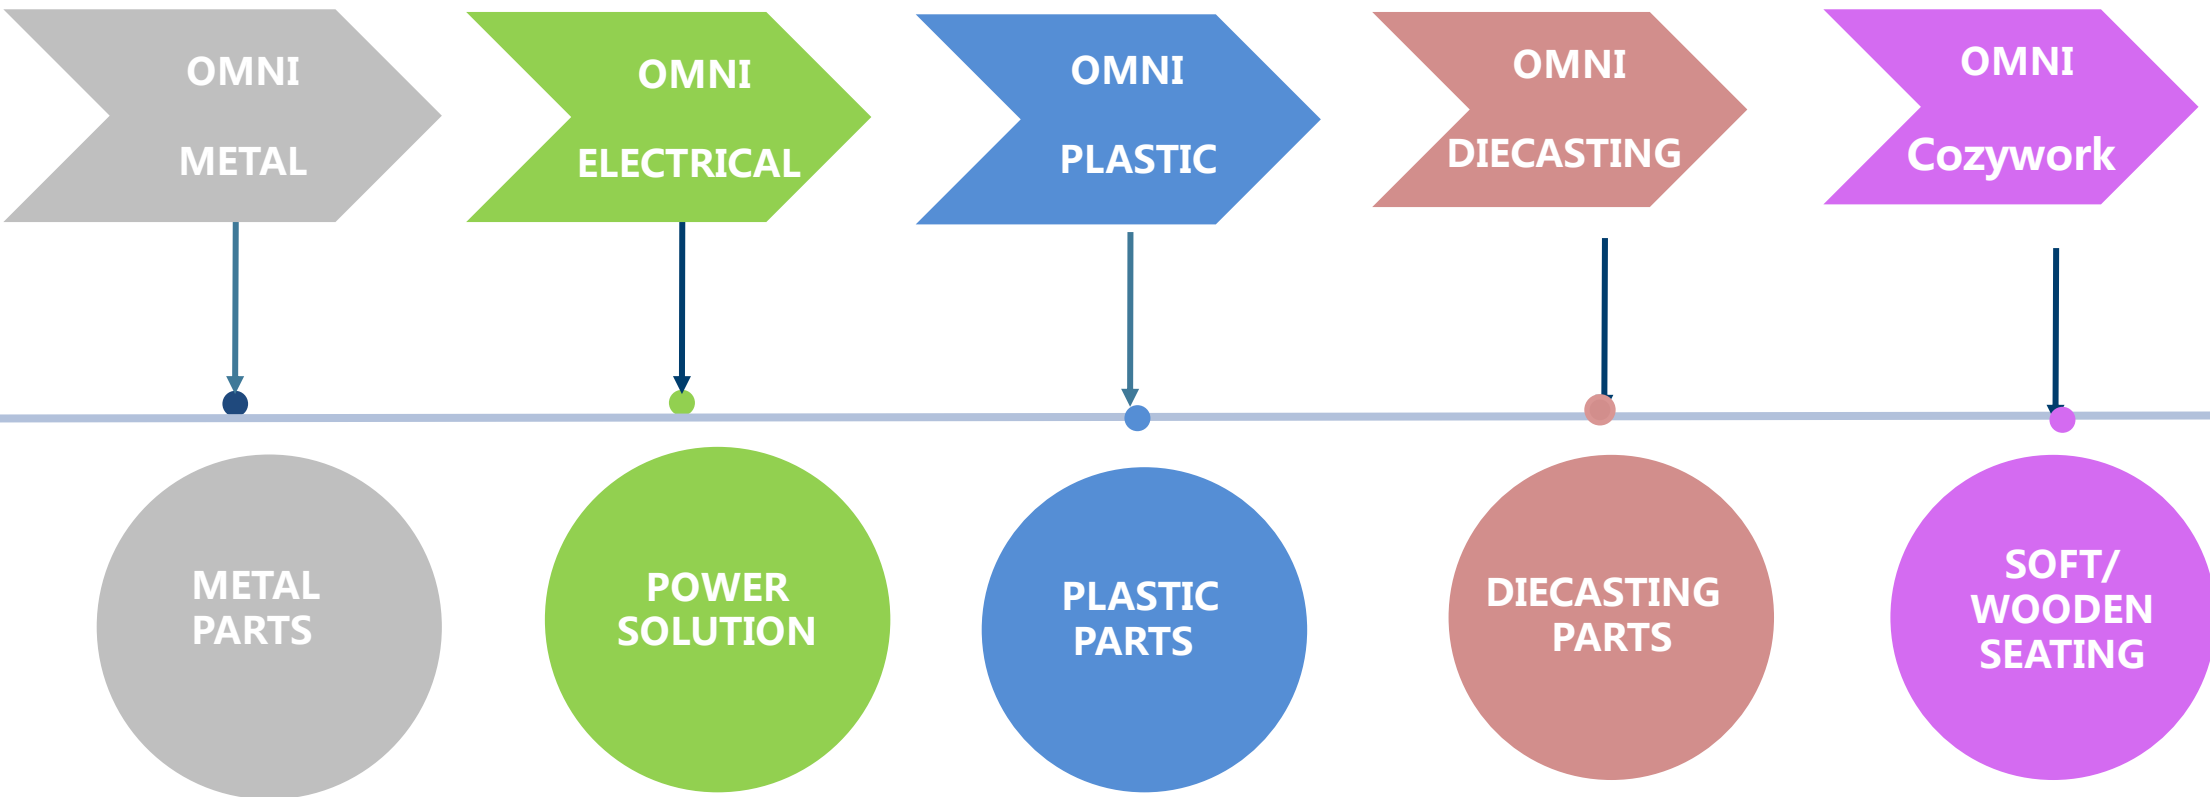 OMNI
METAL
OMNI
ELECTRICAL
OMNI
PLASTIC
OMNI
DIECASTING
OMNI
Cozywork
METAL
PARTS
POWER
SOLUTION
PLASTIC
PARTS
DIECASTING
PARTS
SOFT/
WOODEN
SEATING